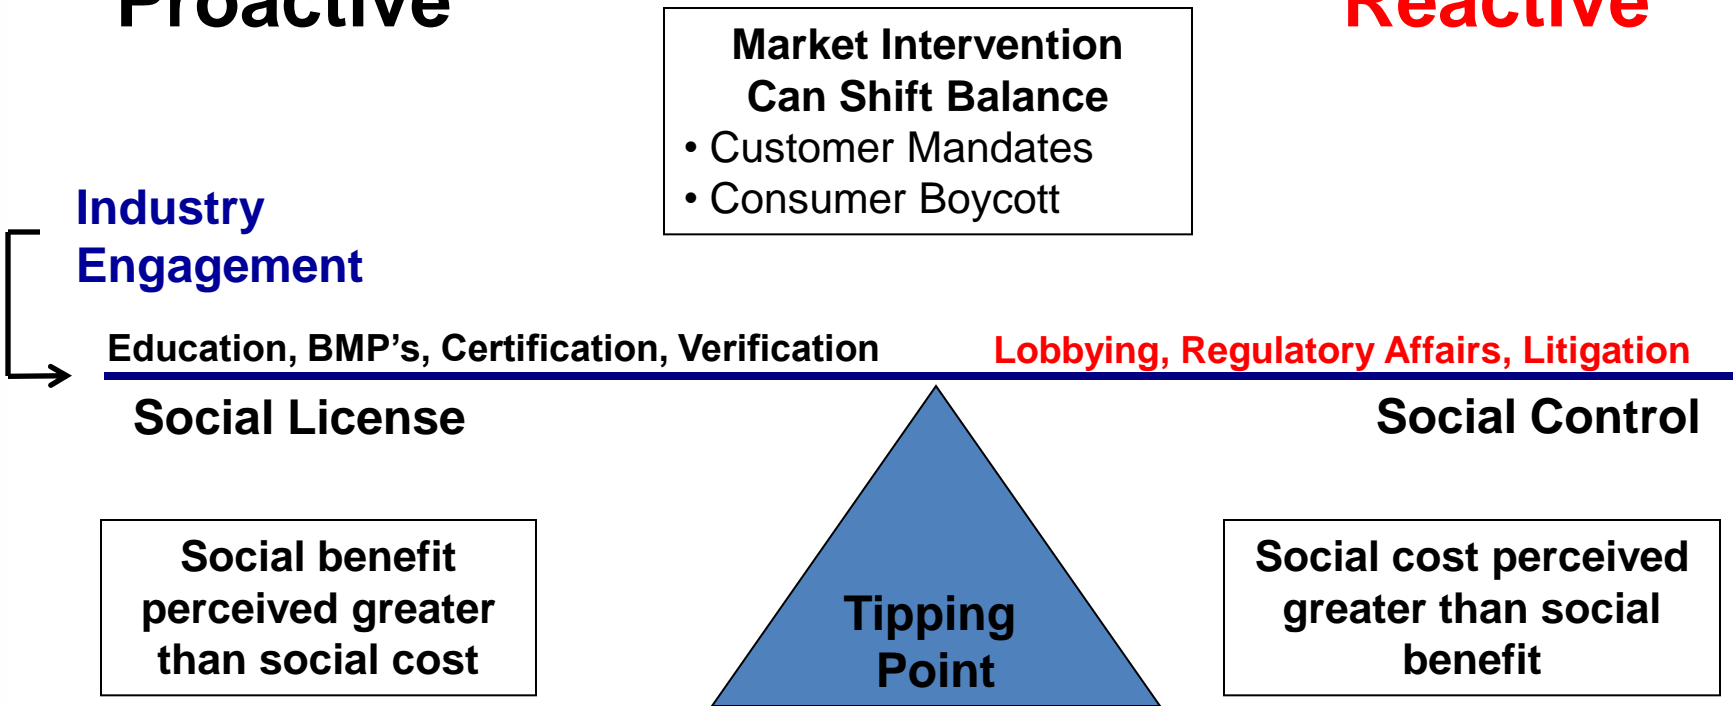 Proactive
Reactive
Market Intervention
Can Shift Balance
• Customer Mandates
• Consumer Boycott
Industry
Engagement
Education, BMP's, Certification, Verification
Lobbying, Regulatory Affairs, Litigation
Social License
Social Control
Social benefit
perceived greater
than social cost
Tipping
Point
Social cost perceived
greater than social
benefit